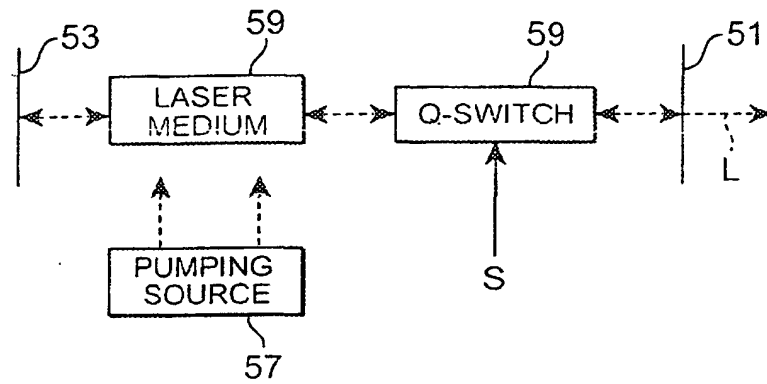 53
59
59
51
LASER
MEDIUM
Q-SWITCH
L
S
PUMPING
SOURCE
57